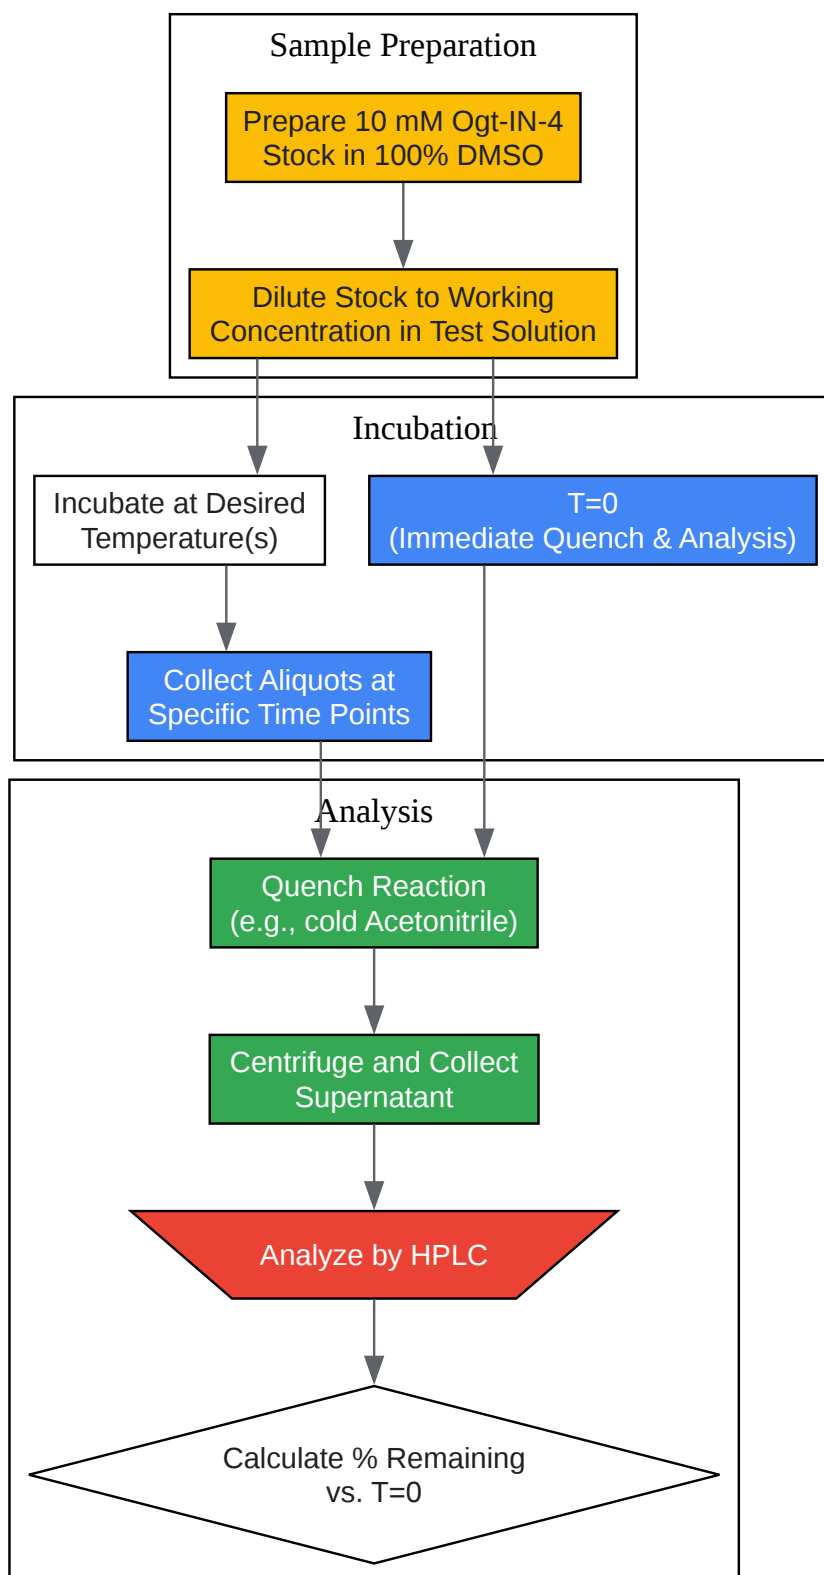 Sample Preparation
Prepare 10 mM Ogt-IN-4
Stock in 100% DMSO
Dilute Stock to Working
Concentration in Test Solution
Incubation
Incubate at Desired
Temperature(s)
T=0
(Immediate Quench & Analysis)
Collect Aliquots at
Specific Time Points
Analysis
Quench Reaction
(e.g., cold Acetonitrile)
Centrifuge and Collect
Supernatant
Analyze by HPLC
Calculate % Remaining
vs. T=0